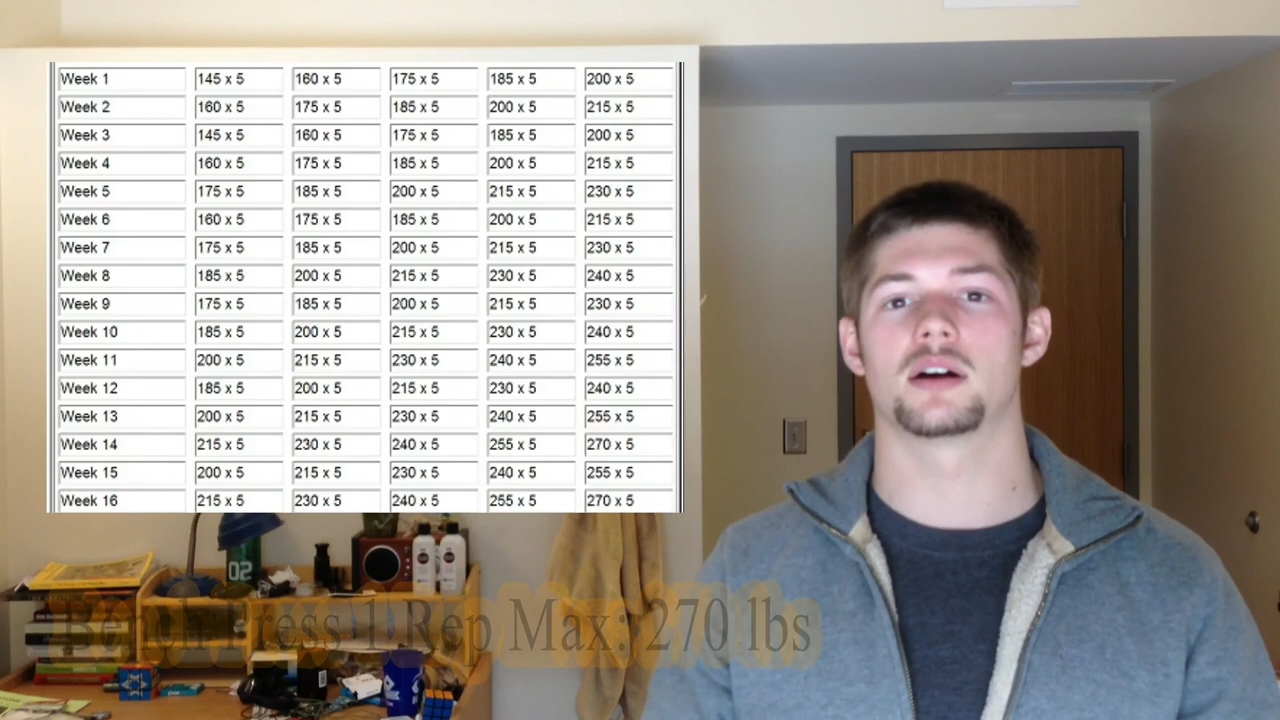 Week 1 145 x 5 160 x 5 175 x 5 185 x 5 200 x 5
Week 2 160 x 5 175 x 5 185 x 5 200 x 5 215 x 5
Week 3 145 x 5 160 x 5 175 x 5 185 x 5 200 x 5
Week 4 160 x 5 175 x 5 185 x 5 200 x 5 215 x 5
Week 5 175 x 5 185 x 5 200 x 5 215 x 5 230 x 5
Week 6 160 x 5 175 x 5 185 x 5 200 x 5 215 x 5
Week 7 175 x 5 185 x 5 200 x 5 215 x 5 230 x 5
Week 8 185 x 5 200 x 5 215 x 5 230 x 5 240 x 5
Week 9 175 x 5 185 x 5 200 x 5 215 x 5 230 x 5
Week 10 185 x 5 200 x 5 215 x 5 230 x 5 240 x 5
Week 11 200 x 5 215 x 5 230 x 5 240 x 5 255 x 5
Week 12 185 x 5 200 x 5 215 x 5 230 x 5 240 x 5
Week 13 200 x 5 215 x 5 230 x 5 240 x 5 255 x 5
Week 14 215 x 5 230 x 5 240 x 5 255 x 5 270 x 5
Week 15 200 x 5 215 x 5 230 x 5 240 x 5 255 x 5
Week 16 215 x 5 230 x 5 240 x 5 255 x 5 270 x 5
02
Bench Press 1 Rep Max: 270 lbs